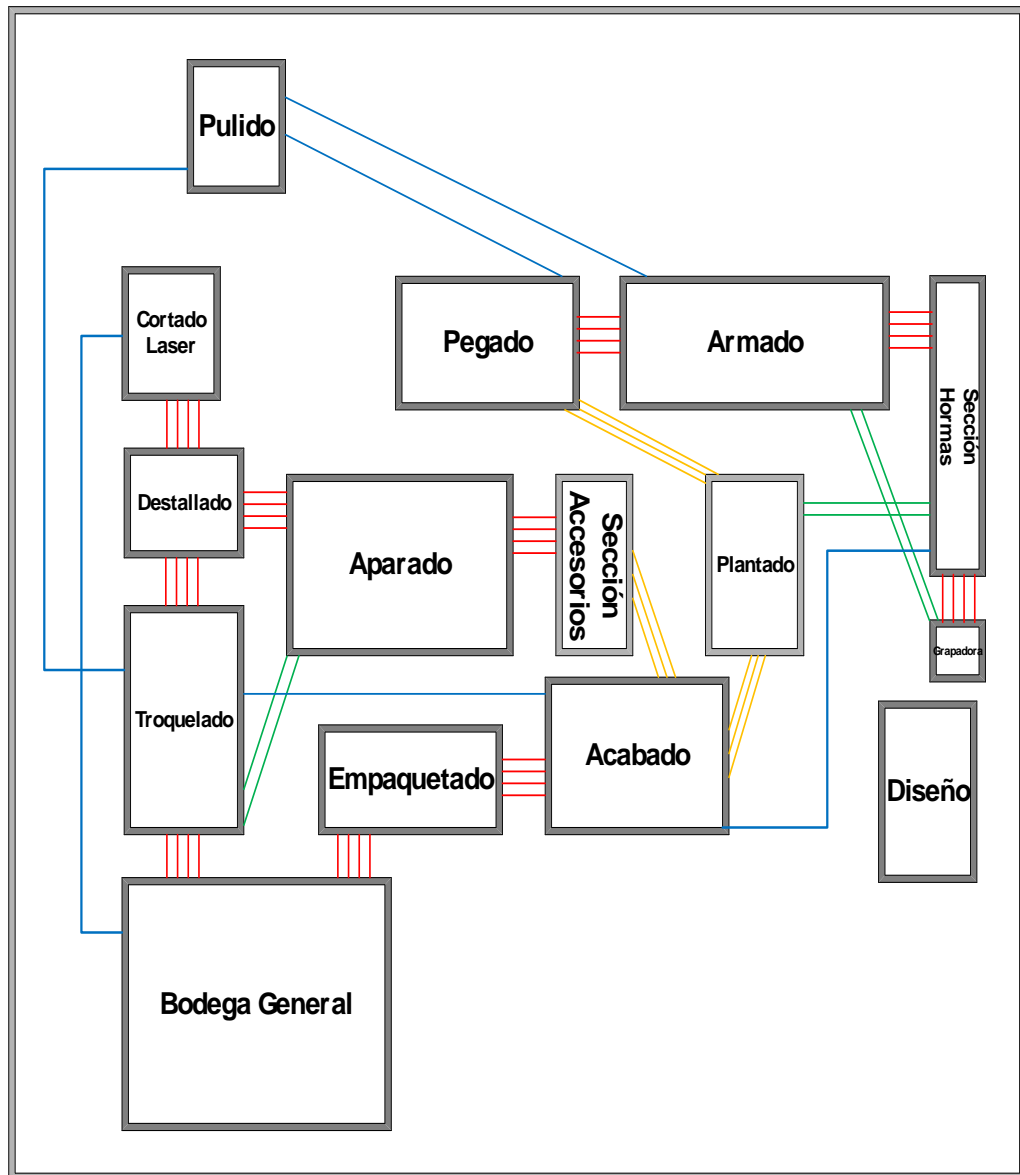 Pulido
Cortado
Laser
Pegado
Armado
Sección
Hormas
Destallado
Aparado
Sección
Accesorios
Plantado
Grapadora
Troquelado
Empaquetado
Acabado
Diseño
Bodega General